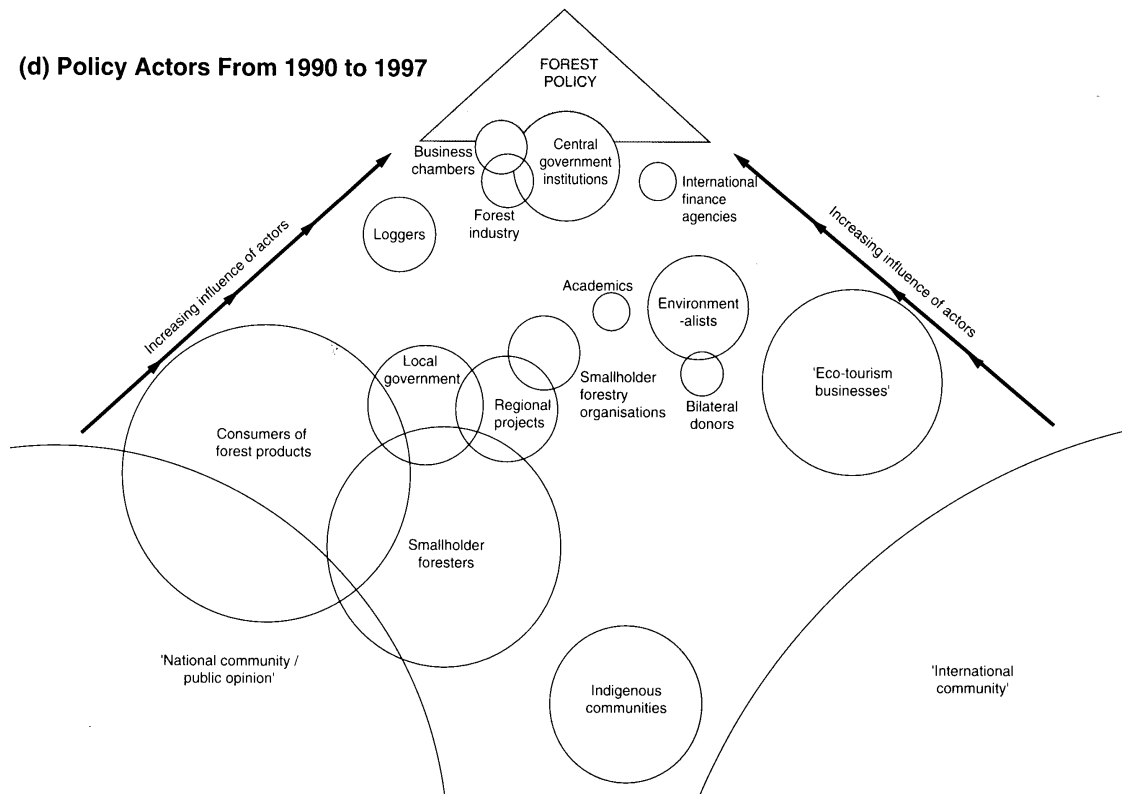 (d) Policy Actors From 1990 to 1997
FOREST
POLICY
Business
chambers
Central
government
institutions
International
finance
agencies
Forest
industry
Loggers
Increasing influence of actors
Increasing influence of actors
Academics
Environment
-alists
Local
government
Smallholder
forestry
organisations
Regional
projects
Bilateral
donors
'Eco-tourism
businesses'
Consumers of
forest products
Smallholder
foresters
'National community /
public opinion'
Indigenous
communities
'International
community'